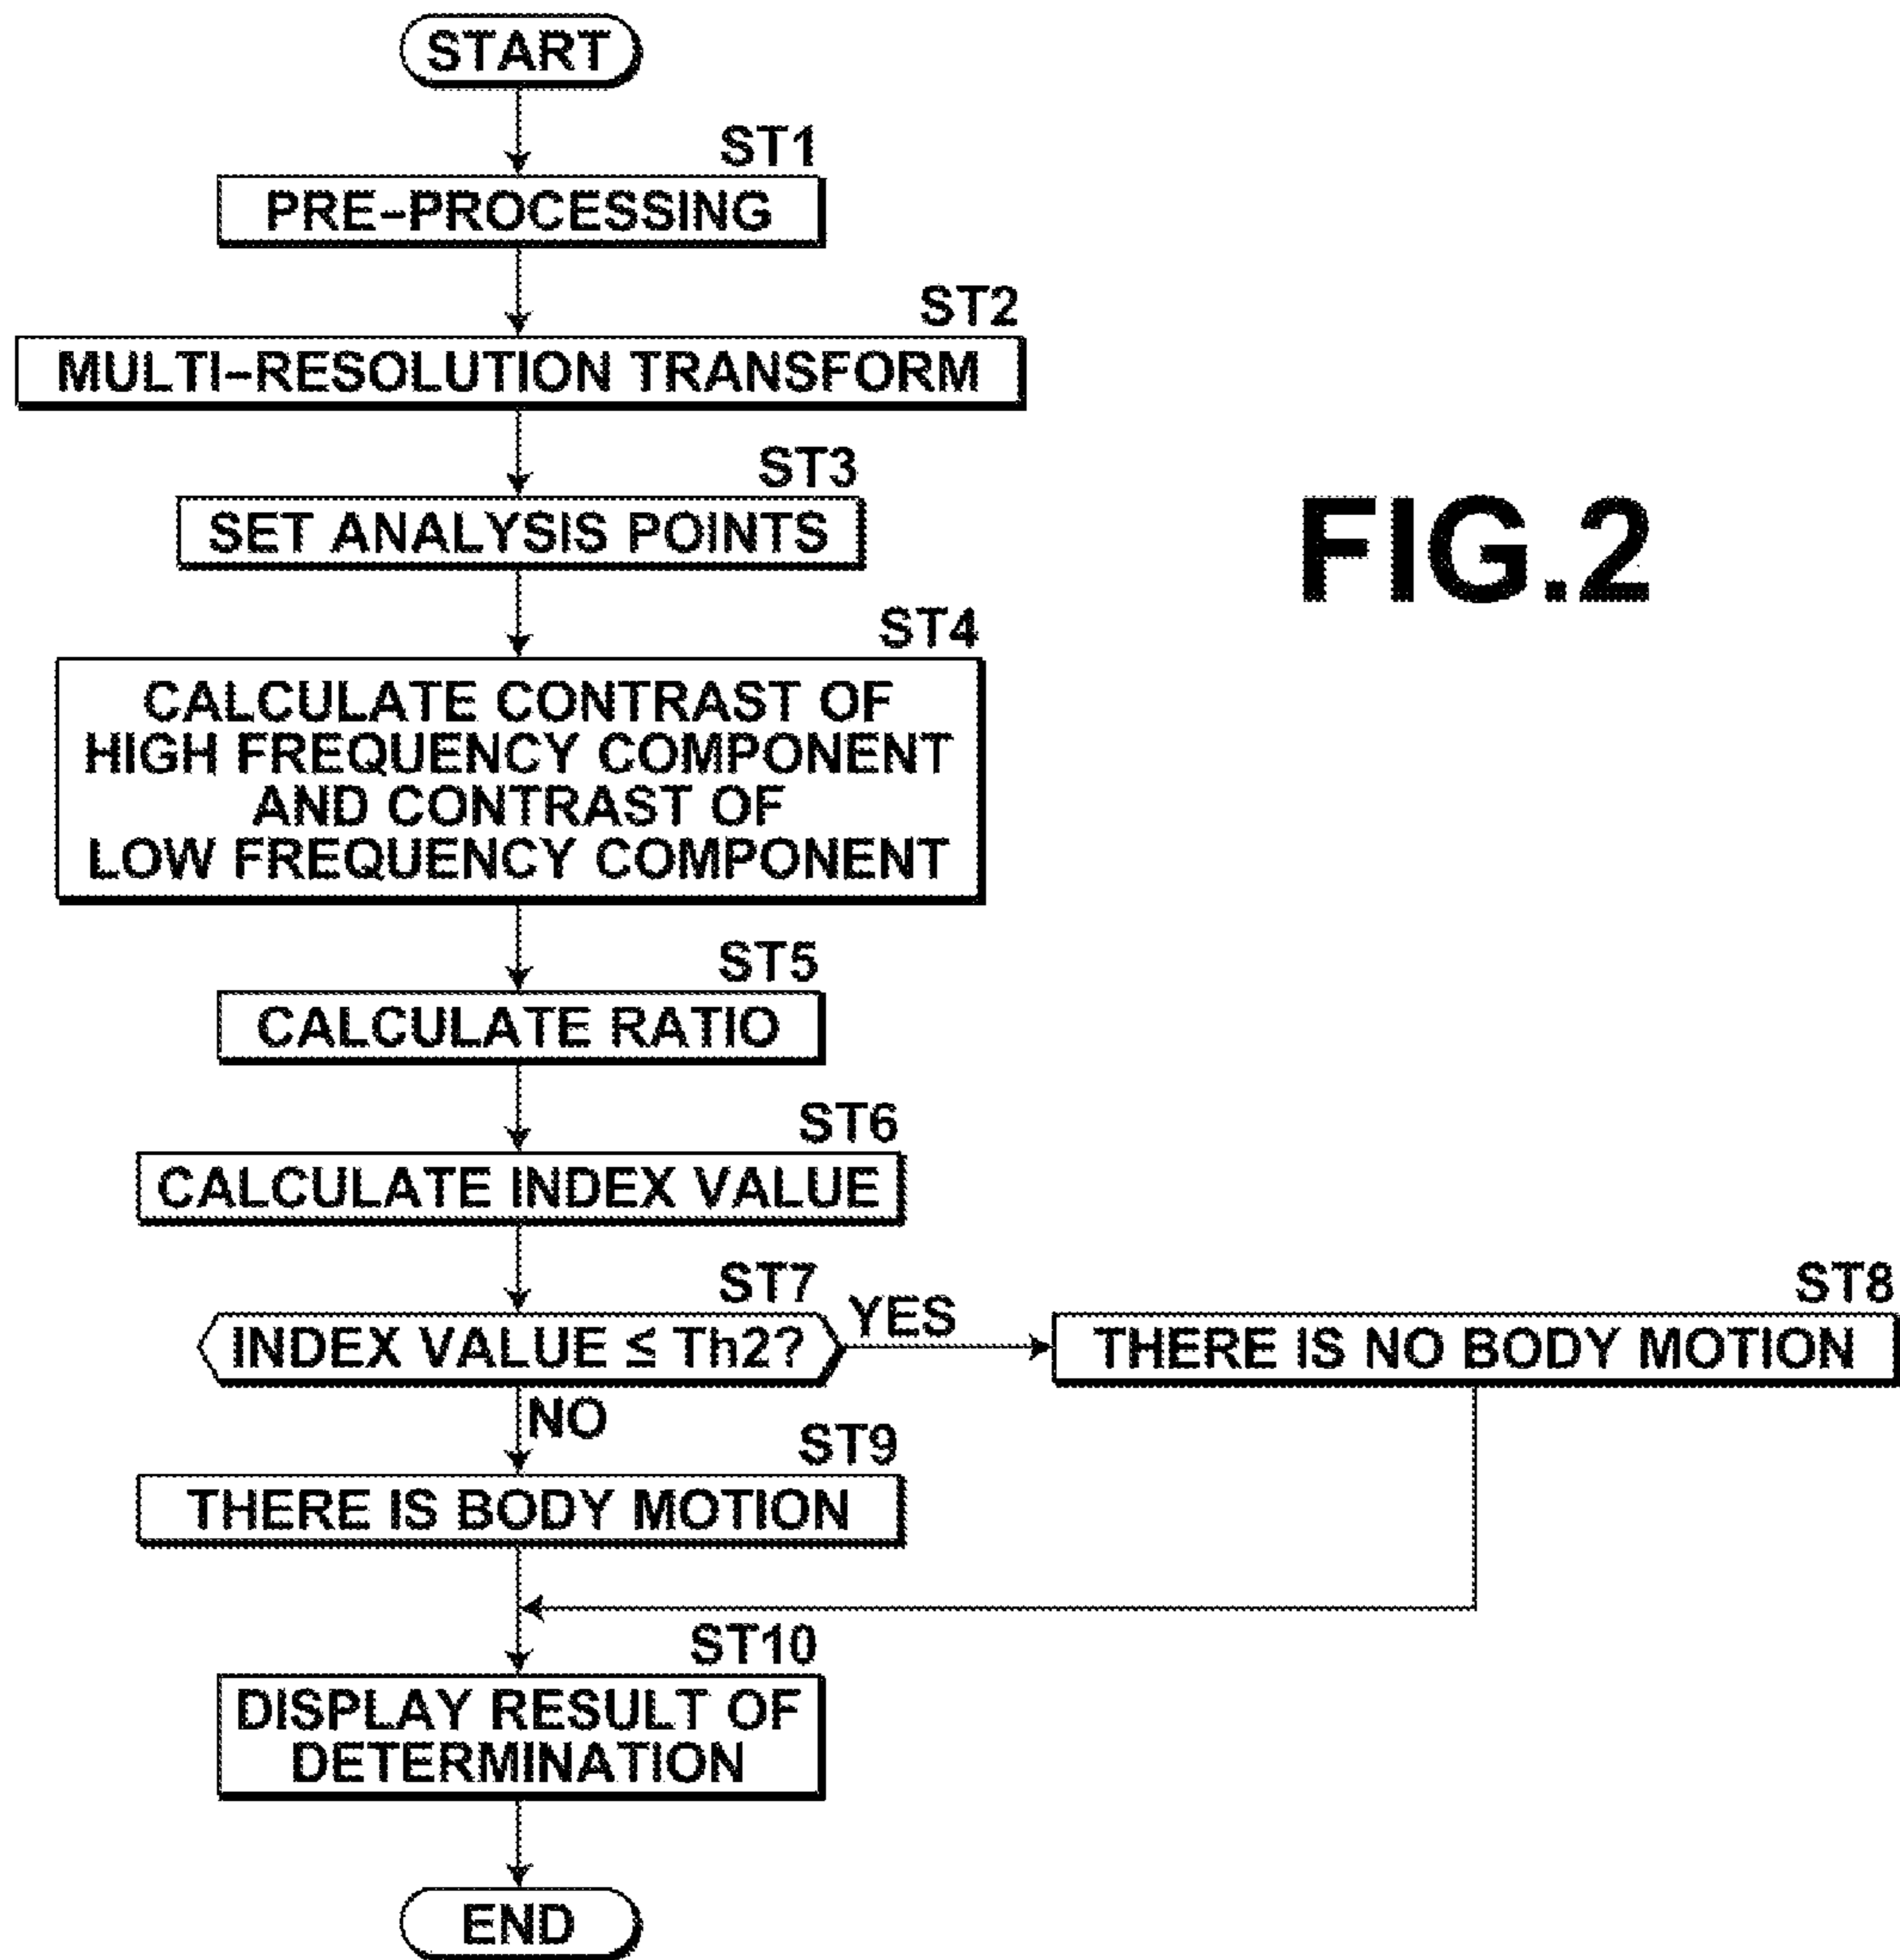 START
ST1
PRE-PROCESSING
ST2
MULTI-RESOLUTION TRANSFORM
ST3
SET ANALYSIS POINTS
FIG.2
ST4
CALCULATE CONTRAST OF
HIGH FREQUENCY COMPONENT
AND CONTRAST OF
LOW FREQUENCY COMPONENT
ST5
CALCULATE RATIO
ST6
CALCULATE INDEX VALUE
ST7
INDEX VALUE ≤ Th2?
YES
ST8
THERE IS NO BODY MOTION
NO
ST9
THERE IS BODY MOTION
ST10
DISPLAY RESULT OF
DETERMINATION
END